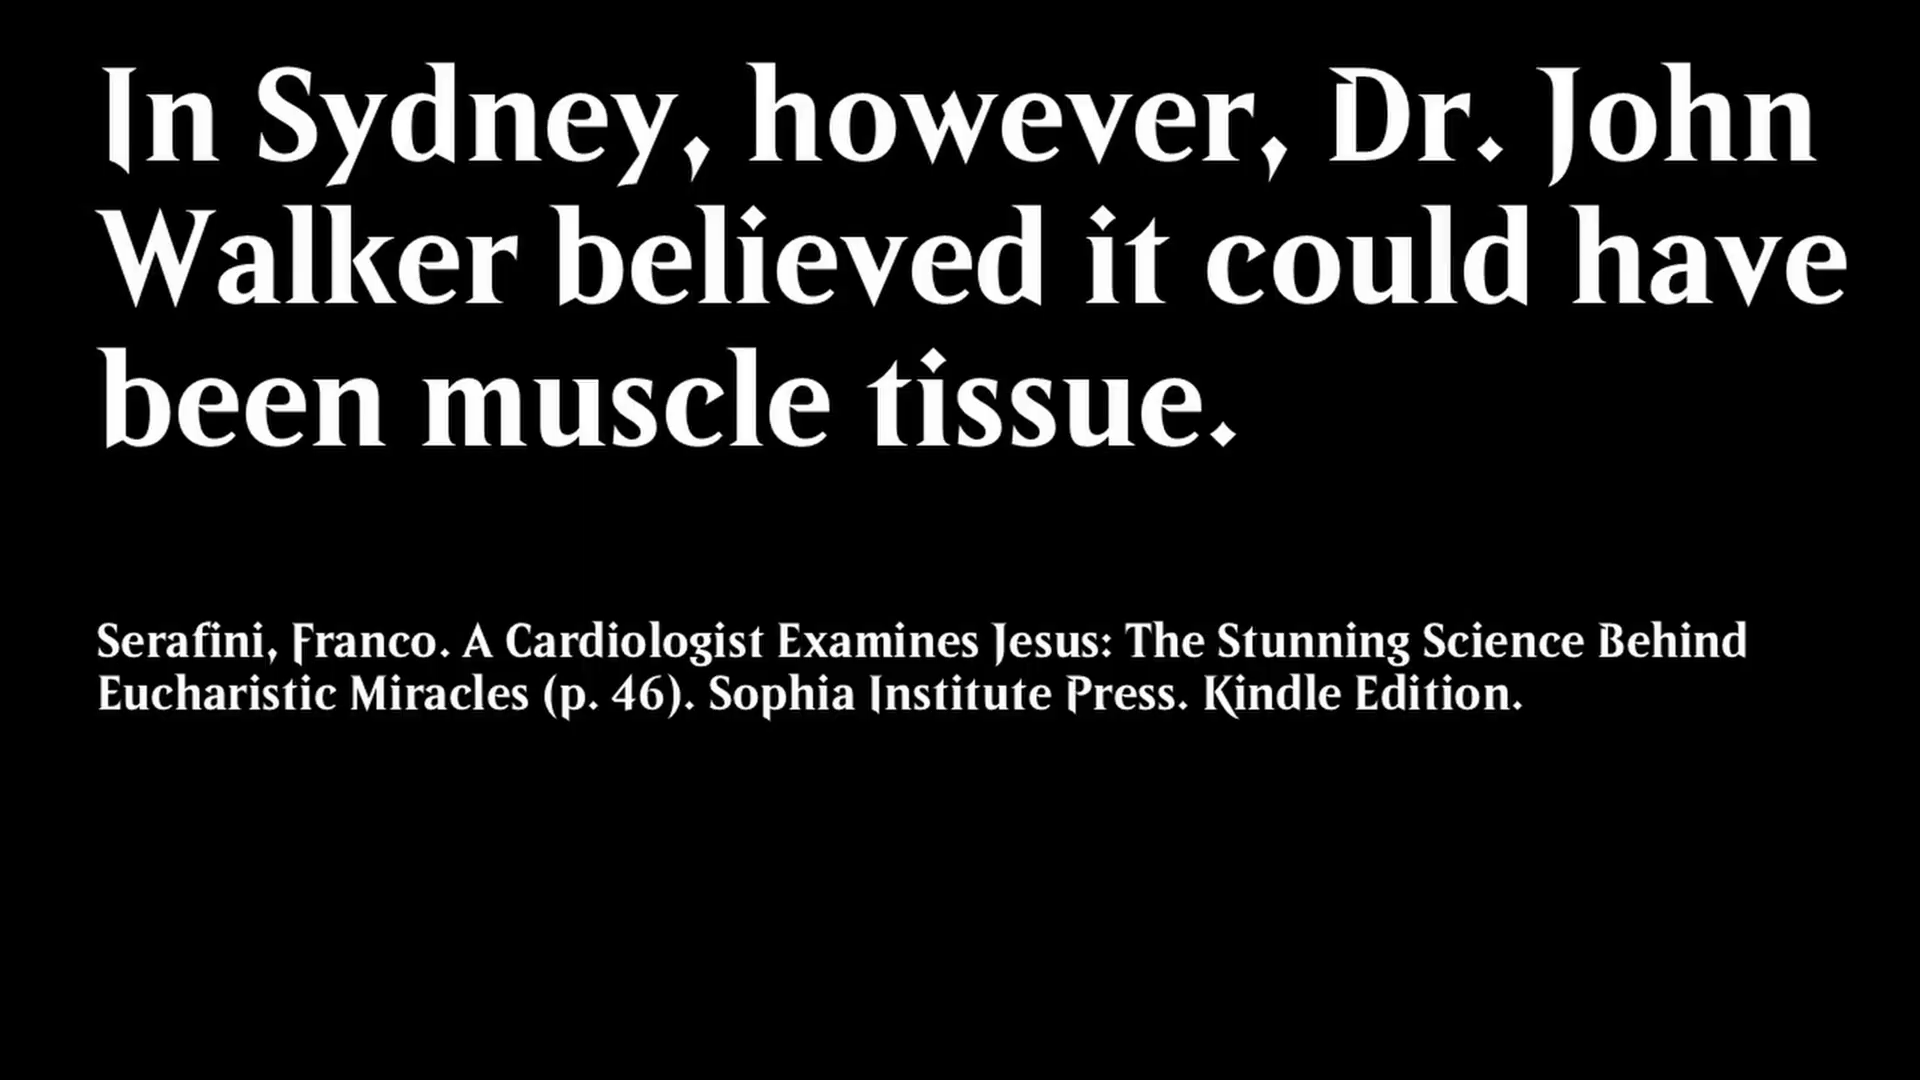 In Sydney, however, Dr. John
Walker believed it could have
been muscle tissue.
Serafini, Franco. A Cardiologist Examines Jesus: The Stunning Science Behind
Eucharistic Miracles (p. 46). Sophia Institute Press. Kindle Edition.